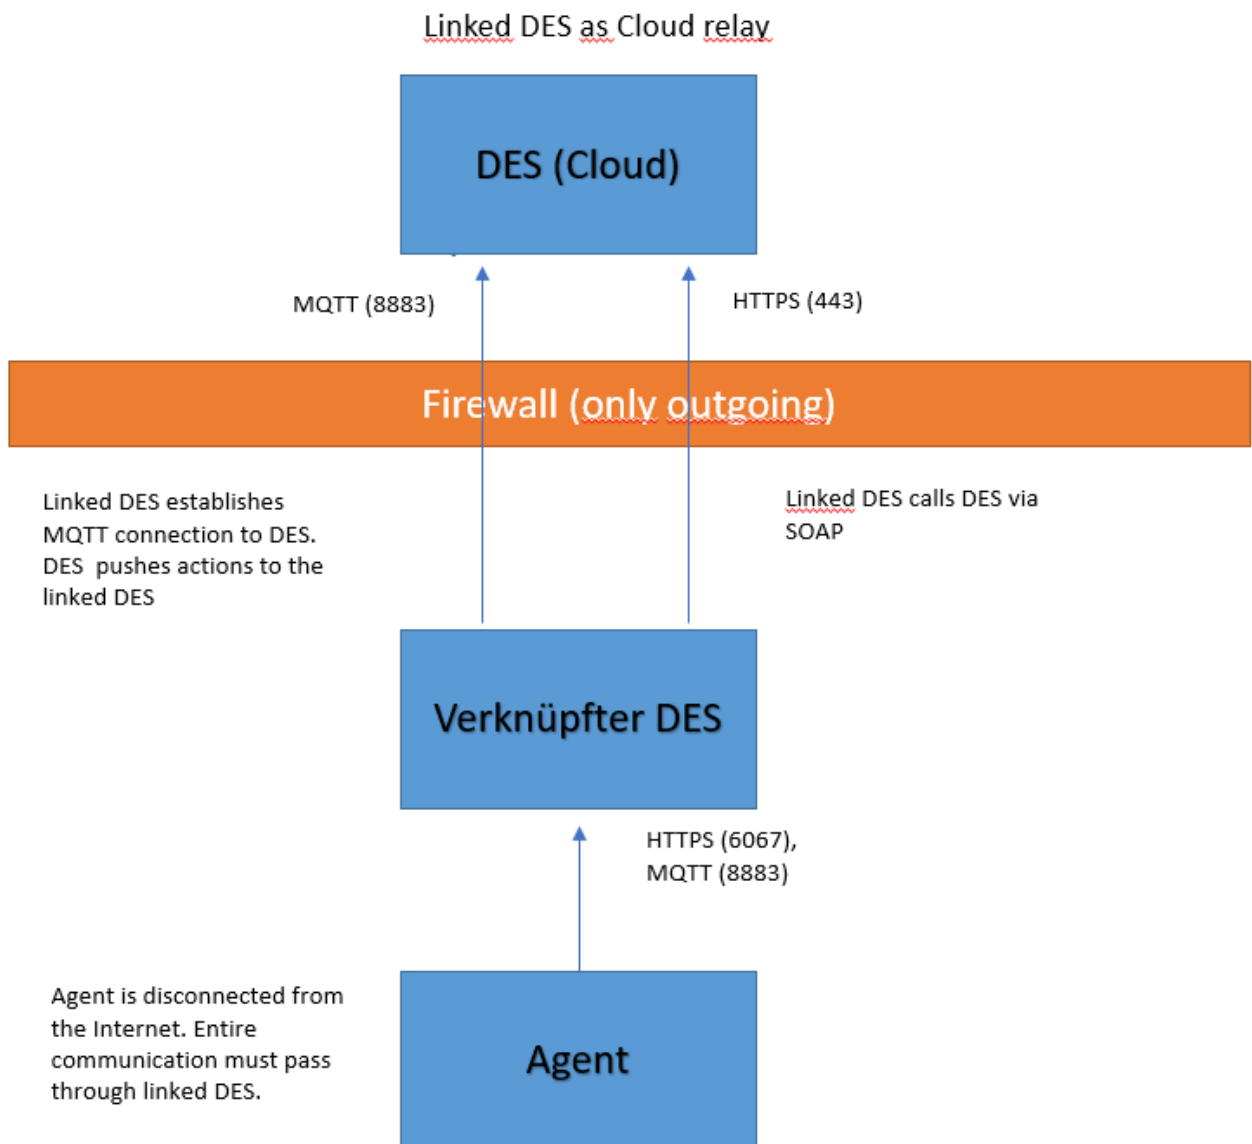 Linked DES as Cloud relay
DES (Cloud)
MQTT (8883)
HTTPS (443)
Firewall (only outgoing)
Linked DES establishes
MQTT connection to DES.
DES  pushes actions to the
linked DES
Linked DES calls DES via
SOAP
Verknüpfter DES
HTTPS (6067),
MQTT (8883)
Agent is disconnected from
the Internet. Entire
communication must pass
through linked DES.
Agent